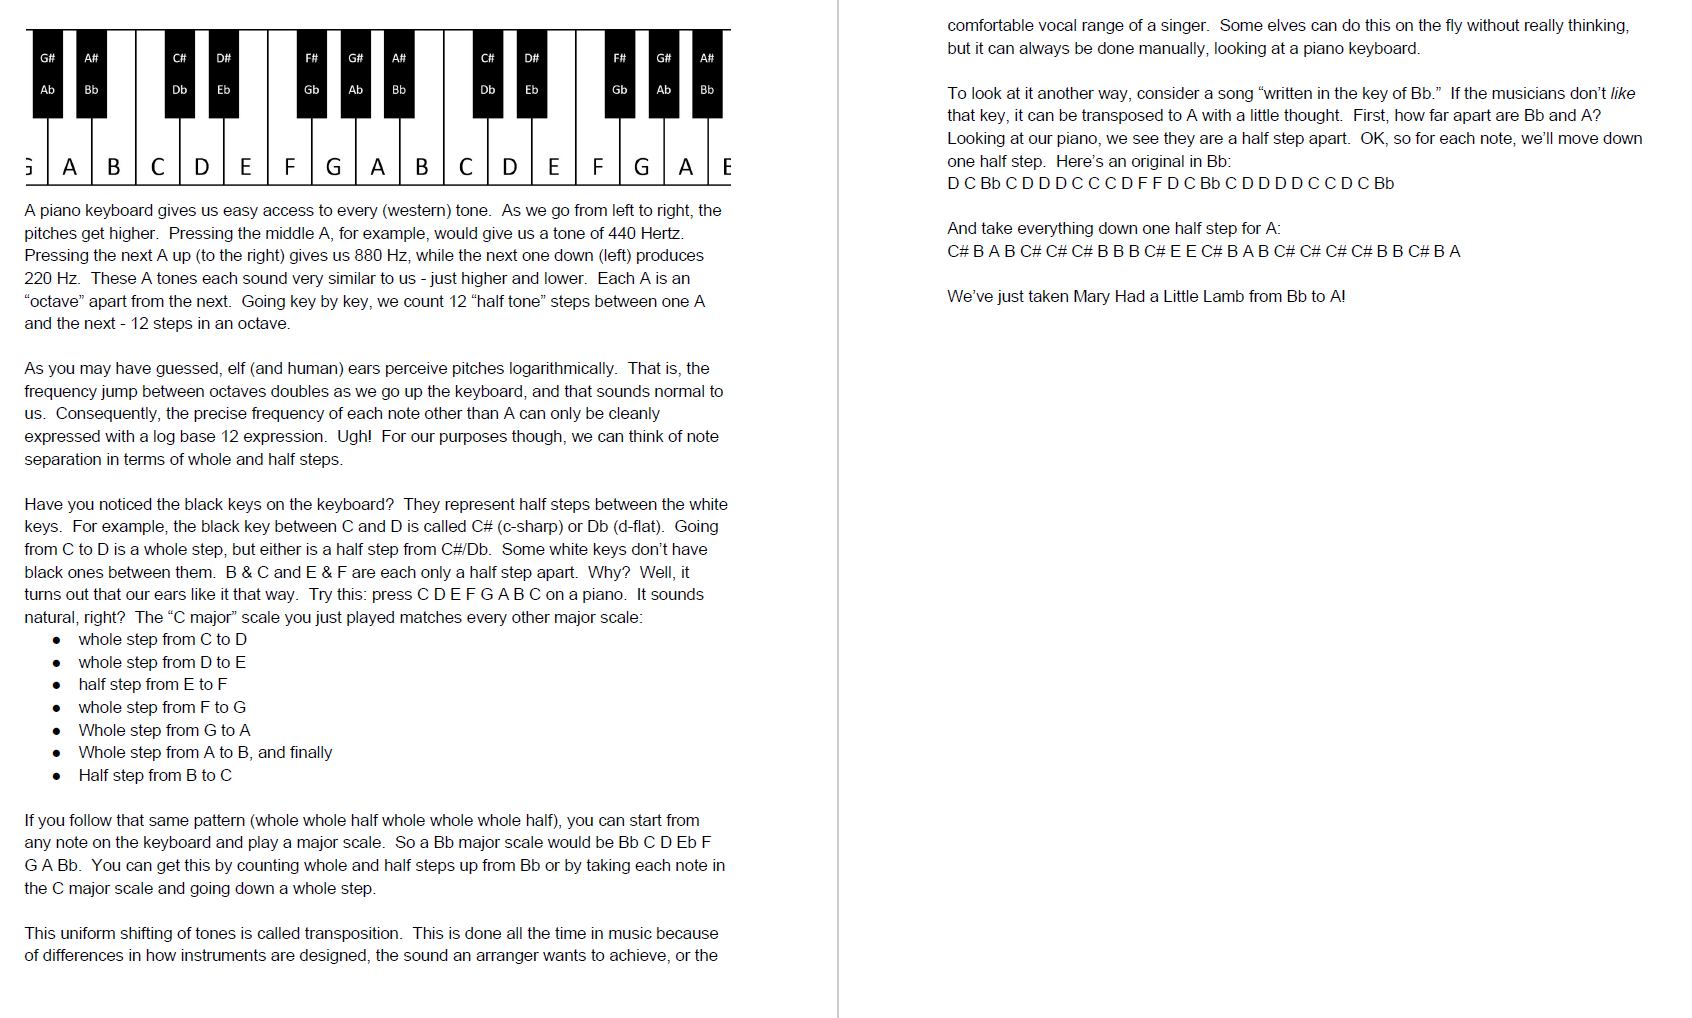 G# A# C# D# F# G# A# C# D# F# G# A#
Ab Bb Db Eb Gb Ab Bb Db Eb Gb Ab Bb
G A B C D E F G A B C D E F G A B
A piano keyboard gives us easy access to every (western) tone.  As we go from left to right, the
pitches get higher.  Pressing the middle A, for example, would give us a tone of 440 Hertz.
Pressing the next A up (to the right) gives us 880 Hz, while the next one down (left) produces
220 Hz.  These A tones each sound very similar to us - just higher and lower.  Each A is an
“octave” apart from the next.  Going key by key, we count 12 “half tone” steps between one A
and the next - 12 steps in an octave.
As you may have guessed, elf (and human) ears perceive pitches logarithmically.  That is, the
frequency jump between octaves doubles as we go up the keyboard, and that sounds normal to
us.  Consequently, the precise frequency of each note other than A can only be cleanly
expressed with a log base 12 expression.  Ugh!  For our purposes though, we can think of note
separation in terms of whole and half steps.
Have you noticed the black keys on the keyboard?  They represent half steps between the white
keys.  For example, the black key between C and D is called C# (c-sharp) or Db (d-flat).  Going
from C to D is a whole step, but either is a half step from C#/Db.  Some white keys don’t have
black ones between them.  B & C and E & F are each only a half step apart.  Why?  Well, it
turns out that our ears like it that way.  Try this: press C D E F G A B C on a piano.  It sounds
natural, right?  The “C major” scale you just played matches every other major scale:
● whole step from C to D
● whole step from D to E
● half step from E to F
● whole step from F to G
● Whole step from G to A
● Whole step from A to B, and finally
● Half step from B to C
If you follow that same pattern (whole whole half whole whole whole half), you can start from
any note on the keyboard and play a major scale.  So a Bb major scale would be Bb C D Eb F
G A Bb.  You can get this by counting whole and half steps up from Bb or by taking each note in
the C major scale and going down a whole step.
This uniform shifting of tones is called transposition.  This is done all the time in music because
of differences in how instruments are designed, the sound an arranger wants to achieve, or the
comfortable vocal range of a singer.  Some elves can do this on the fly without really thinking,
but it can always be done manually, looking at a piano keyboard.
To look at it another way, consider a song “written in the key of Bb.”  If the musicians don’t like
that key, it can be transposed to A with a little thought.  First, how far apart are Bb and A?
Looking at our piano, we see they are a half step apart.  OK, so for each note, we’ll move down
one half step.  Here’s an original in Bb:
D C Bb C D D D C C C D F F D C Bb C D D D D C C D C Bb
And take everything down one half step for A:
C# B A B C# C# C# B B B C# E E C# B A B C# C# C# C# B B C# B A
We’ve just taken Mary Had a Little Lamb from Bb to A!